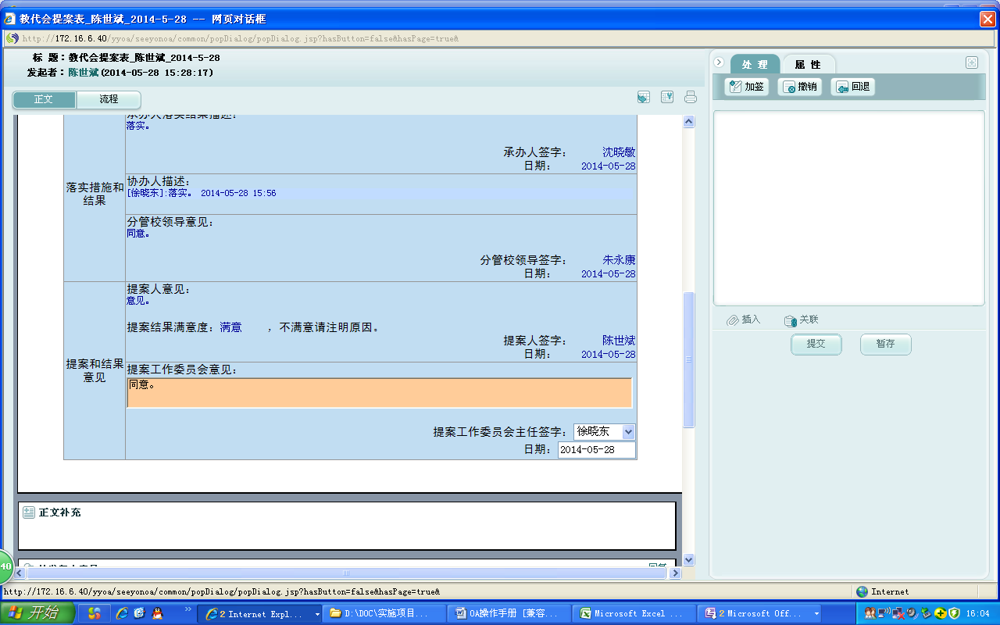 教代会提案表_陈世斌_2014-5-28 -- 网页对话框
http://172.16.6.40/yyoa/seeyonoa/common/popDialog/popDialog.jsp?hasButton=false&hasPage=true&
标 题：教代会提案表_陈世斌_2014-5-28
发起者：陈世斌(2014-05-28 15:28:17)
正文 流程
处 理 属 性
加签 撤销 回退
承办人落实结果描述：
落实。
承办人签字： 沈晓敏
日期： 2014-05-28
落实措施和
结果
协办人描述：
[徐晓东]:落实。 2014-05-28 15:56
分管校领导意见：
同意。
分管校领导签字： 朱永康
日期： 2014-05-28
提案人意见：
意见。
提案结果满意度：满意 ，不满意请注明原因。
提案人签字： 陈世斌
日期： 2014-05-28
提案和结果
意见
提案工作委员会意见：
同意。
提案工作委员会主任签字： 徐晓东
日期： 2014-05-28
插入 关联
提交 暂存
正文补充
40
http://172.16.6.40/yyoa/seeyonoa/common/popDialog/popDialog.jsp?hasButton=false&hasPage=true&
Internet
开始
2 Internet Expl...
D:\DOC\实施项目...
OA操作手册 [兼容...
Microsoft Excel ...
2 Microsoft Off...
16:04